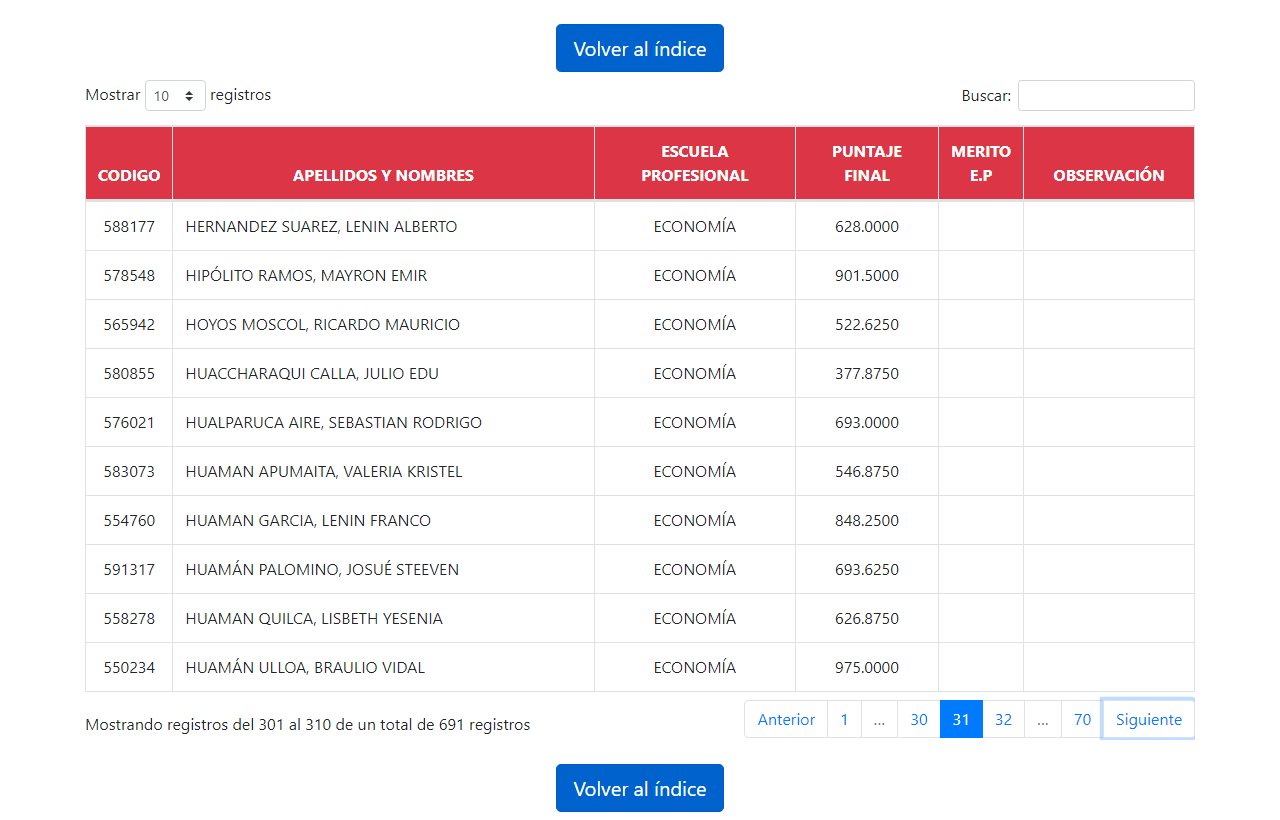 Volver al índice
Mostrar 10 registros Buscar:
CODIGO APELLIDOS Y NOMBRES ESCUELA PROFESIONAL PUNTAJE FINAL MERITO E.P OBSERVACIÓN
588177 HERNANDEZ SUAREZ, LENIN ALBERTO ECONOMÍA 628.0000
578548 HIPÓLITO RAMOS, MAYRON EMIR ECONOMÍA 901.5000
565942 HOYOS MOSCOL, RICARDO MAURICIO ECONOMÍA 522.6250
580855 HUACCHARAQUI CALLA, JULIO EDU ECONOMÍA 377.8750
576021 HUALPARUCA AIRE, SEBASTIAN RODRIGO ECONOMÍA 693.0000
583073 HUAMAN APUMAITA, VALERIA KRISTEL ECONOMÍA 546.8750
554760 HUAMAN GARCIA, LENIN FRANCO ECONOMÍA 848.2500
591317 HUAMÁN PALOMINO, JOSUÉ STEEVEN ECONOMÍA 693.6250
558278 HUAMAN QUILCA, LISBETH YESENIA ECONOMÍA 626.8750
550234 HUAMÁN ULLOA, BRAULIO VIDAL ECONOMÍA 975.0000
Mostrando registros del 301 al 310 de un total de 691 registros Anterior 1 ... 30 31 32 ... 70 Siguiente
Volver al índice